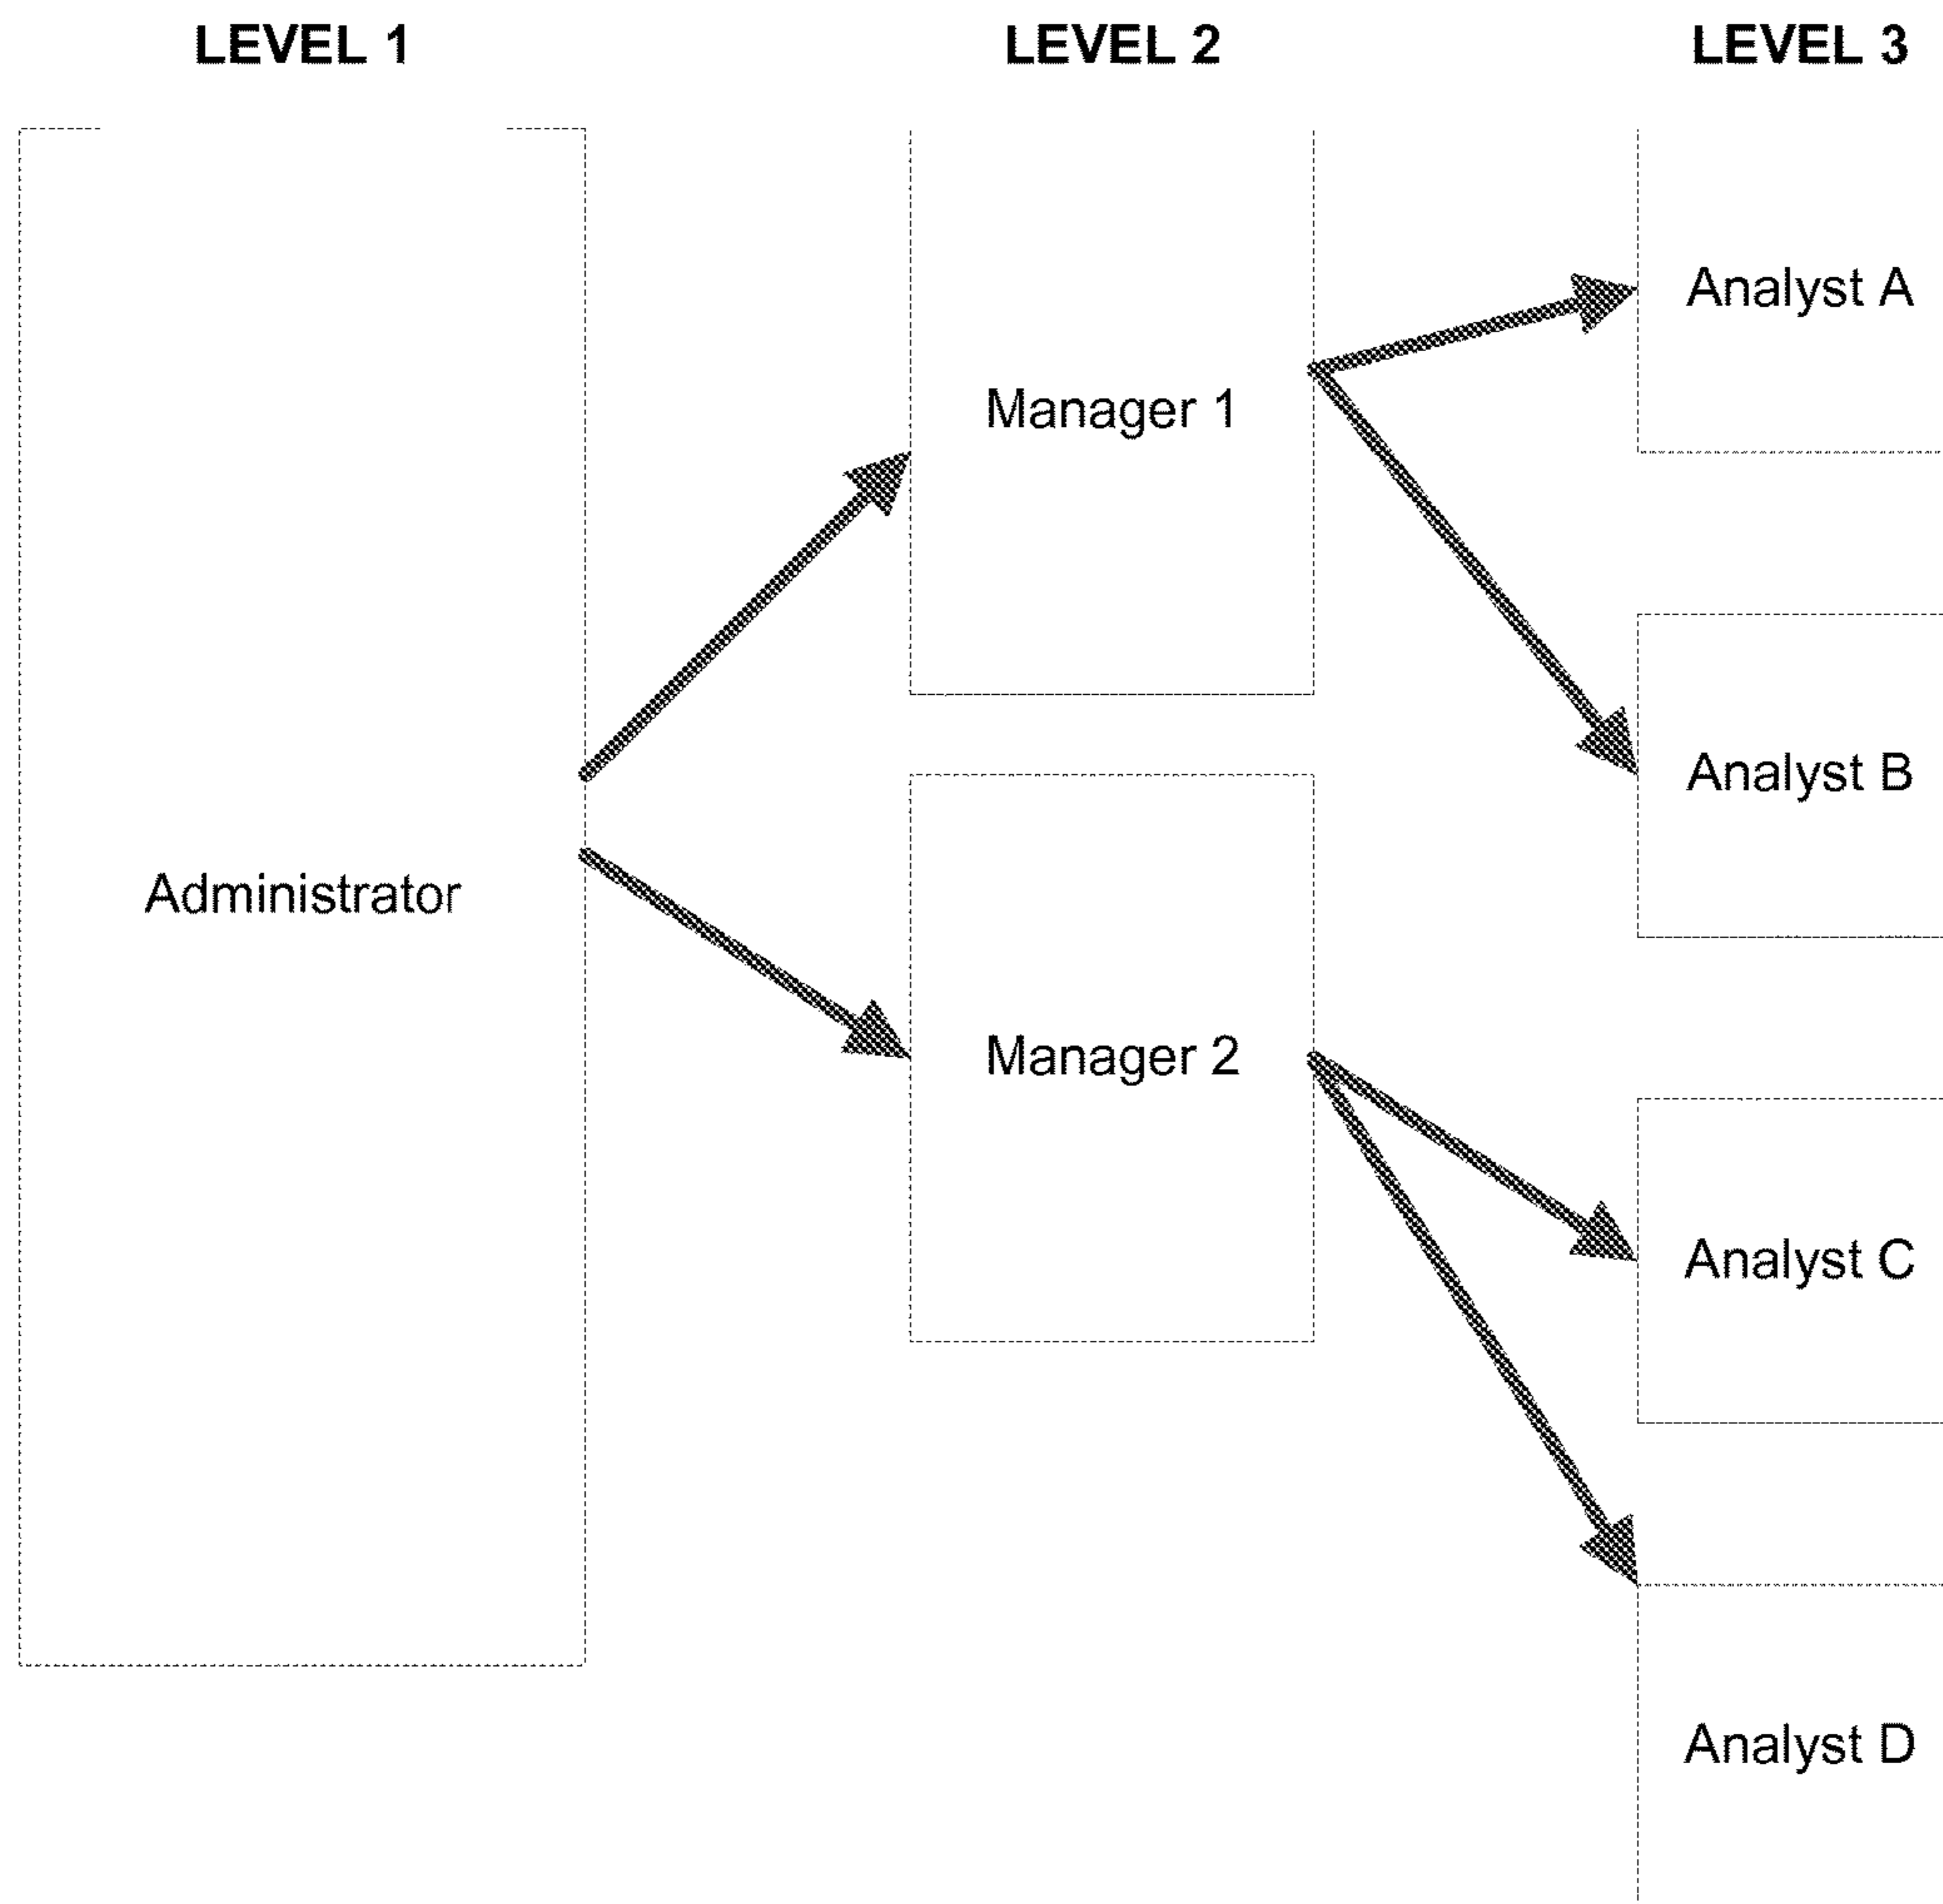 LEVEL 1
LEVEL 2
LEVEL 3
Administrator
Manager 1
Manager 2
Analyst A
Analyst B
Analyst C
Analyst D